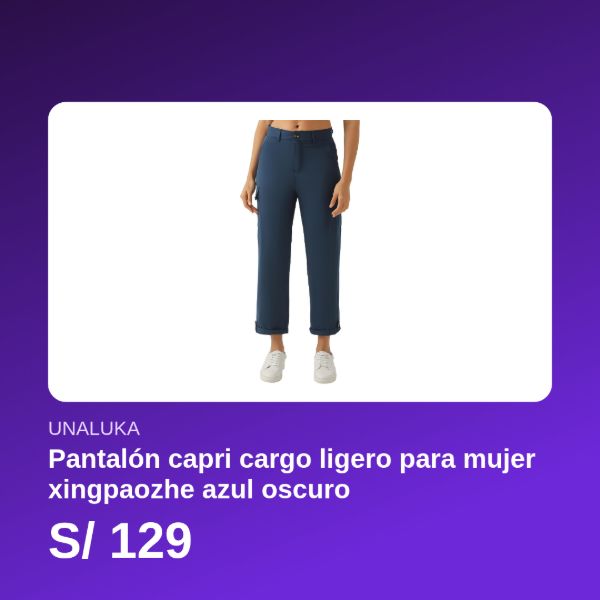 UNALUKA
Pantalón capri cargo ligero para mujer
xingpaozhe azul oscuro
S/ 129